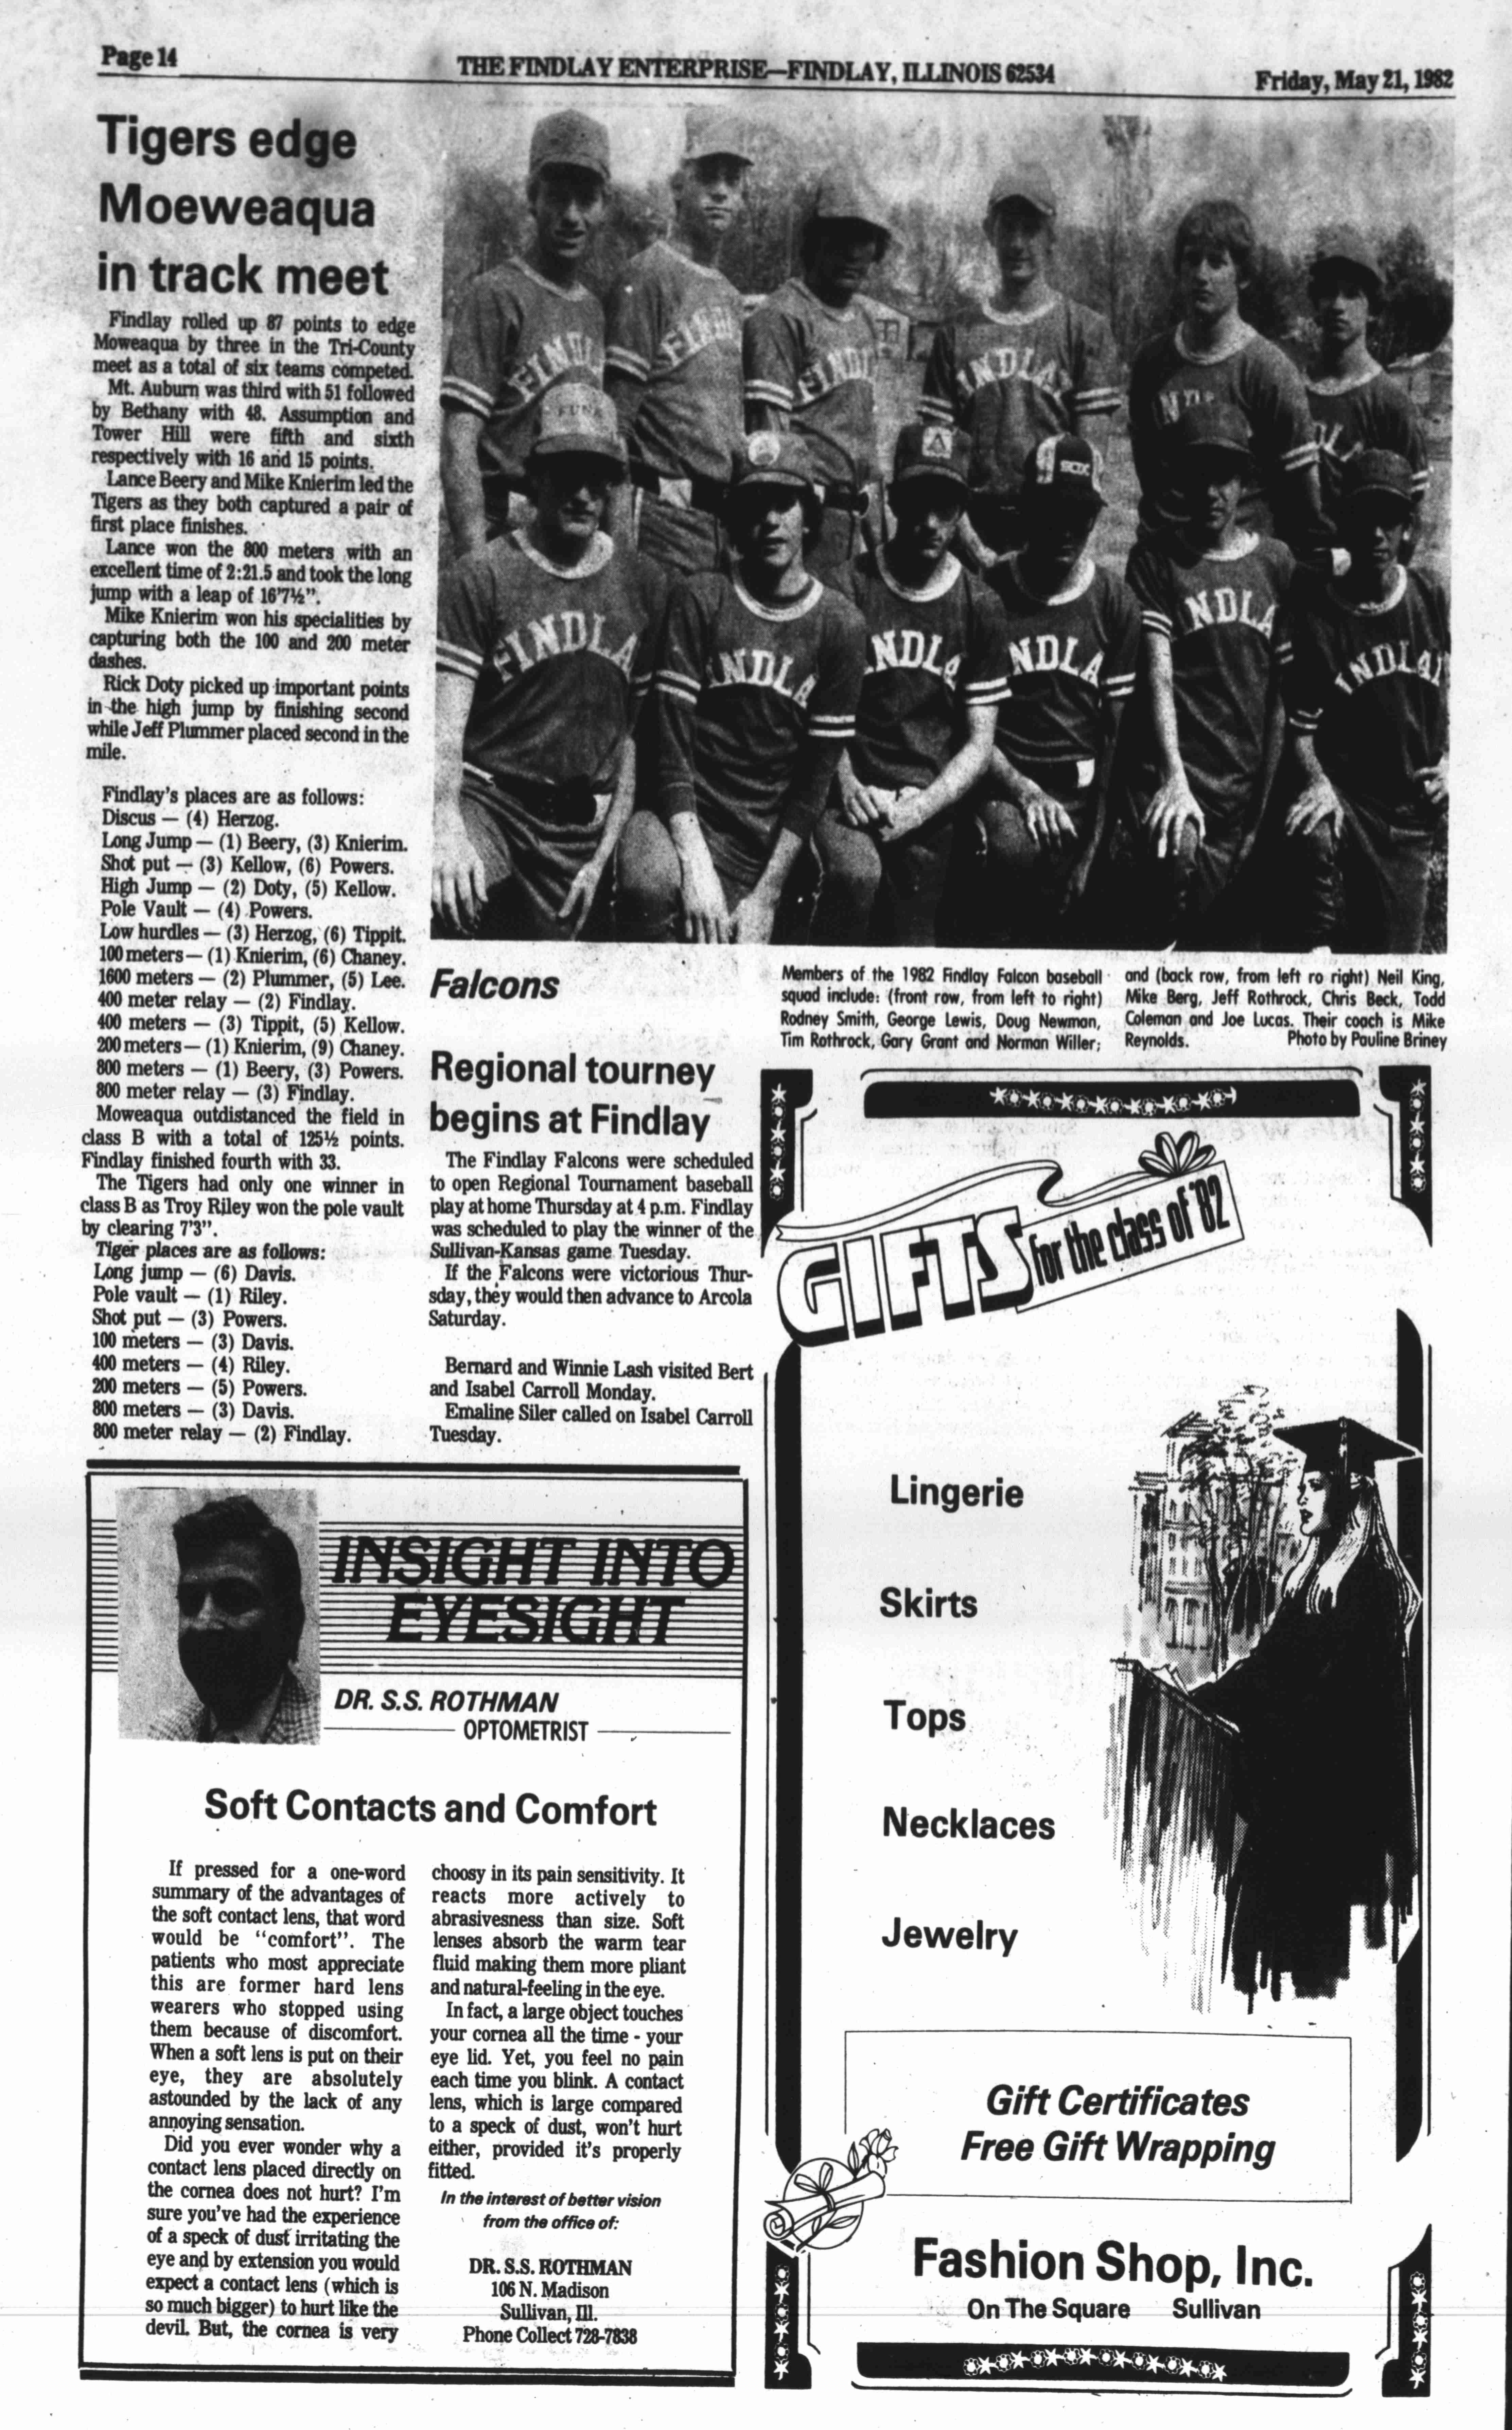 Page 14
THE FINDLAY ENTERPRISE—FINDLAY, ILLINOIS 62534
Friday, May 21, 1982
Tigers edge
Moeweaqua
in track meet
Findlay rolled up 87 points to edge
Moweaqua by three in the Tri-County
meet as a total of six teams competed.
Mt. Auburn was third with 51 followed
by Bethany with 48. Assumption and
Tower Hill were fifth and sixth
respectively with 16 and 15 points.
Lance Beery and Mike Knierim led the
Tigers as they both captured a pair of
first place finishes.
Lance won the 800 meters with an
excellent time of 2:21.5 and took the long
jump with a leap of 16'7½".
Mike Knierim won his specialities by
capturing both the 100 and 200 meter
dashes.
Rick Doty picked up important points
in the high jump by finishing second
while Jeff Plummer placed second in the
mile.
Findlay's places are as follows:
Discus — (4) Herzog.
Long Jump — (1) Beery, (3) Knierim.
Shot put — (3) Kellow, (6) Powers.
High Jump — (2) Doty, (5) Kellow.
Pole Vault — (4) Powers.
Low hurdles — (3) Herzog, (6) Tippit.
100 meters — (1) Knierim, (6) Chaney.
1600 meters — (2) Plummer, (5) Lee.
400 meter relay — (2) Findlay.
400 meters — (3) Tippit, (5) Kellow.
200 meters — (1) Knierim, (9) Chaney.
800 meters — (1) Beery, (3) Powers.
800 meter relay — (3) Findlay.
Moweaqua outdistanced the field in
class B with a total of 125½ points.
Findlay finished fourth with 33.
The Tigers had only one winner in
class B as Troy Riley won the pole vault
by clearing 7'3".
Tiger places are as follows:
Long jump — (6) Davis.
Pole vault — (1) Riley.
Shot put — (3) Powers.
100 meters — (3) Davis.
400 meters — (4) Riley.
200 meters — (5) Powers.
800 meters — (3) Davis.
800 meter relay — (2) Findlay.
FINDL
FIND
FINDL
INDLAY
NDL
DLA
FUNK
A
SOX
FINDLA
INDLA
NDLA
NDLA
NDLA
INDLAY
Falcons
Members of the 1982 Findlay Falcon baseball
squad include: (front row, from left to right)
Rodney Smith, George Lewis, Doug Newman,
Tim Rothrock, Gary Grant and Norman Willer;
and (back row, from left ro right) Neil King,
Mike Berg, Jeff Rothrock, Chris Beck, Todd
Coleman and Joe Lucas. Their coach is Mike
Reynolds. Photo by Pauline Briney
Regional tourney
begins at Findlay
The Findlay Falcons were scheduled
to open Regional Tournament baseball
play at home Thursday at 4 p.m. Findlay
was scheduled to play the winner of the
Sullivan-Kansas game Tuesday.
If the Falcons were victorious Thur-
sday, they would then advance to Arcola
Saturday.
Bernard and Winnie Lash visited Bert
and Isabel Carroll Monday.
Emaline Siler called on Isabel Carroll
Tuesday.
INSIGHT INTO
EYESIGHT
DR. S.S. ROTHMAN
OPTOMETRIST
Soft Contacts and Comfort
If pressed for a one-word
summary of the advantages of
the soft contact lens, that word
would be "comfort". The
patients who most appreciate
this are former hard lens
wearers who stopped using
them because of discomfort.
When a soft lens is put on their
eye, they are absolutely
astounded by the lack of any
annoying sensation.
Did you ever wonder why a
contact lens placed directly on
the cornea does not hurt? I'm
sure you've had the experience
of a speck of dust irritating the
eye and by extension you would
expect a contact lens (which is
so much bigger) to hurt like the
devil. But, the cornea is very
choosy in its pain sensitivity. It
reacts more actively to
abrasivesness than size. Soft
lenses absorb the warm tear
fluid making them more pliant
and natural-feeling in the eye.
In fact, a large object touches
your cornea all the time - your
eye lid. Yet, you feel no pain
each time you blink. A contact
lens, which is large compared
to a speck of dust, won't hurt
either, provided it's properly
fitted.
In the interest of better vision
from the office of:
DR. S.S. ROTHMAN
106 N. Madison
Sullivan, Ill.
Phone Collect 728-7838
GIFTS for the class of '82
Lingerie
Skirts
Tops
Necklaces
Jewelry
Gift Certificates
Free Gift Wrapping
Fashion Shop, Inc.
On The Square Sullivan